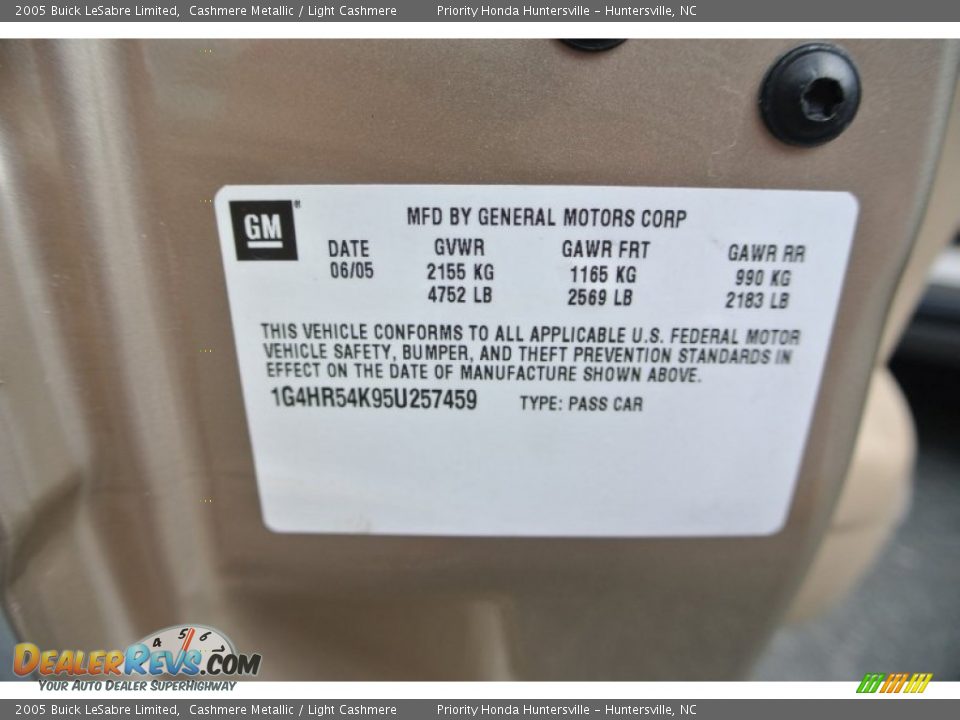 2005 Buick LeSabre Limited, Cashmere Metallic / Light Cashmere Priority Honda Huntersville - Huntersville, NC
GM ®
MFD BY GENERAL MOTORS CORP
DATE GVWR GAWR FRT GAWR RR
06/05 2155 KG 1165 KG 990 KG
4752 LB 2569 LB 2183 LB
THIS VEHICLE CONFORMS TO ALL APPLICABLE U.S. FEDERAL MOTOR
VEHICLE SAFETY, BUMPER, AND THEFT PREVENTION STANDARDS IN
EFFECT ON THE DATE OF MANUFACTURE SHOWN ABOVE.
1G4HR54K95U257459 TYPE: PASS CAR
4 5 6
DEALERREVS.COM
YOUR AUTO DEALER SUPERHIGHWAY
2005 Buick LeSabre Limited, Cashmere Metallic / Light Cashmere Priority Honda Huntersville - Huntersville, NC